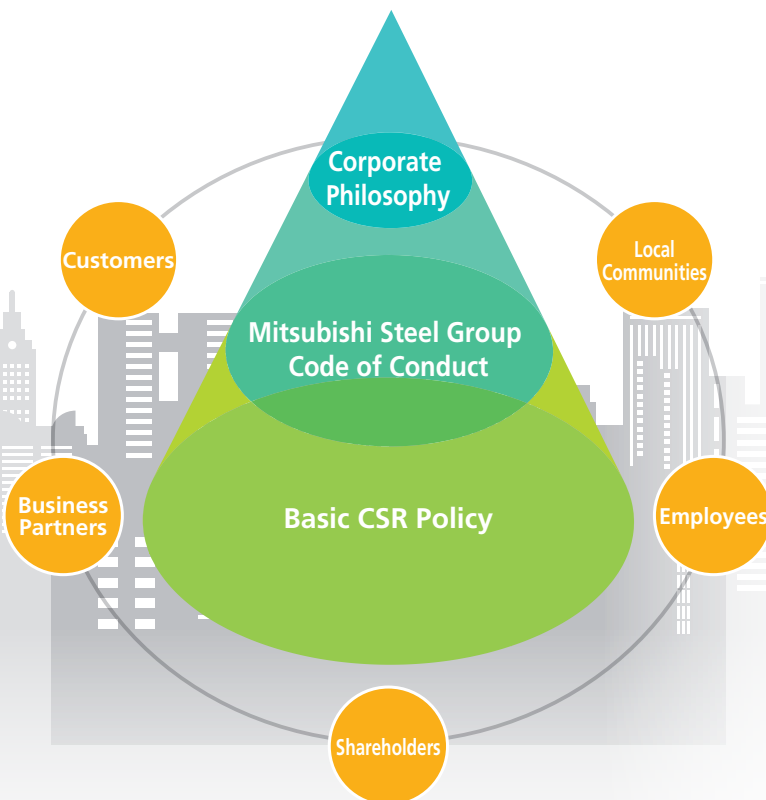 Corporate
Philosophy
Customers
Local
Communities
Mitsubishi Steel Group
Code of Conduct
Business
Partners
Basic CSR Policy
Employees
Shareholders